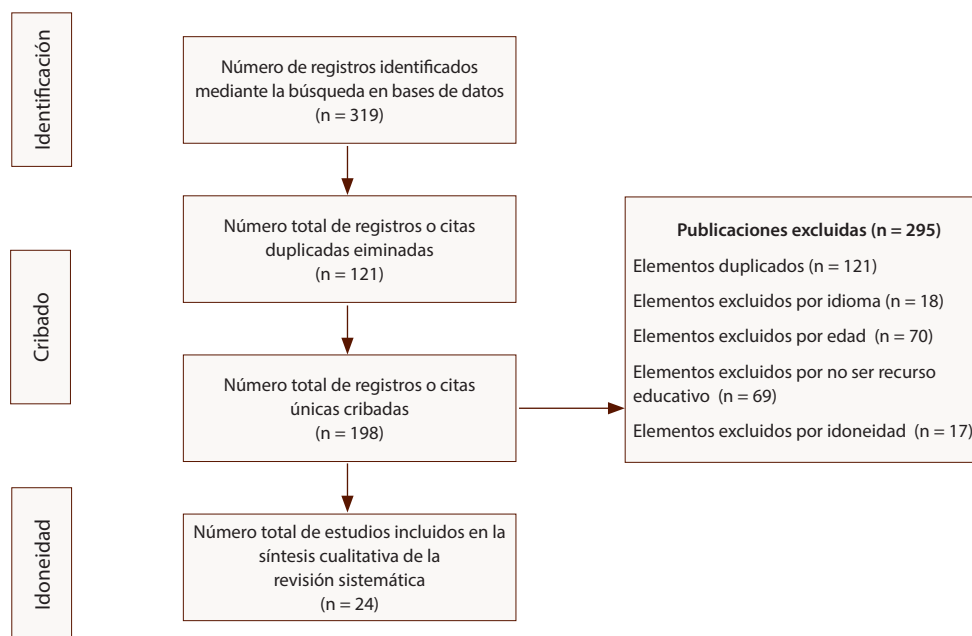 Identificación
Número de registros identificados
mediante la búsqueda en bases de datos
(n = 319)
Cribado
Número total de registros o citas
duplicadas eiminadas
(n = 121)
Número total de registros o citas
únicas cribadas
(n = 198)
Publicaciones excluidas (n = 295)
Elementos duplicados (n = 121)
Elementos excluidos por idioma (n = 18)
Elementos excluidos por edad (n = 70)
Elementos excluidos por no ser recurso
educativo (n = 69)
Elementos excluidos por idoneidad (n = 17)
Idoneidad
Número total de estudios incluidos en la
síntesis cualitativa de la
revisión sistemática
(n = 24)